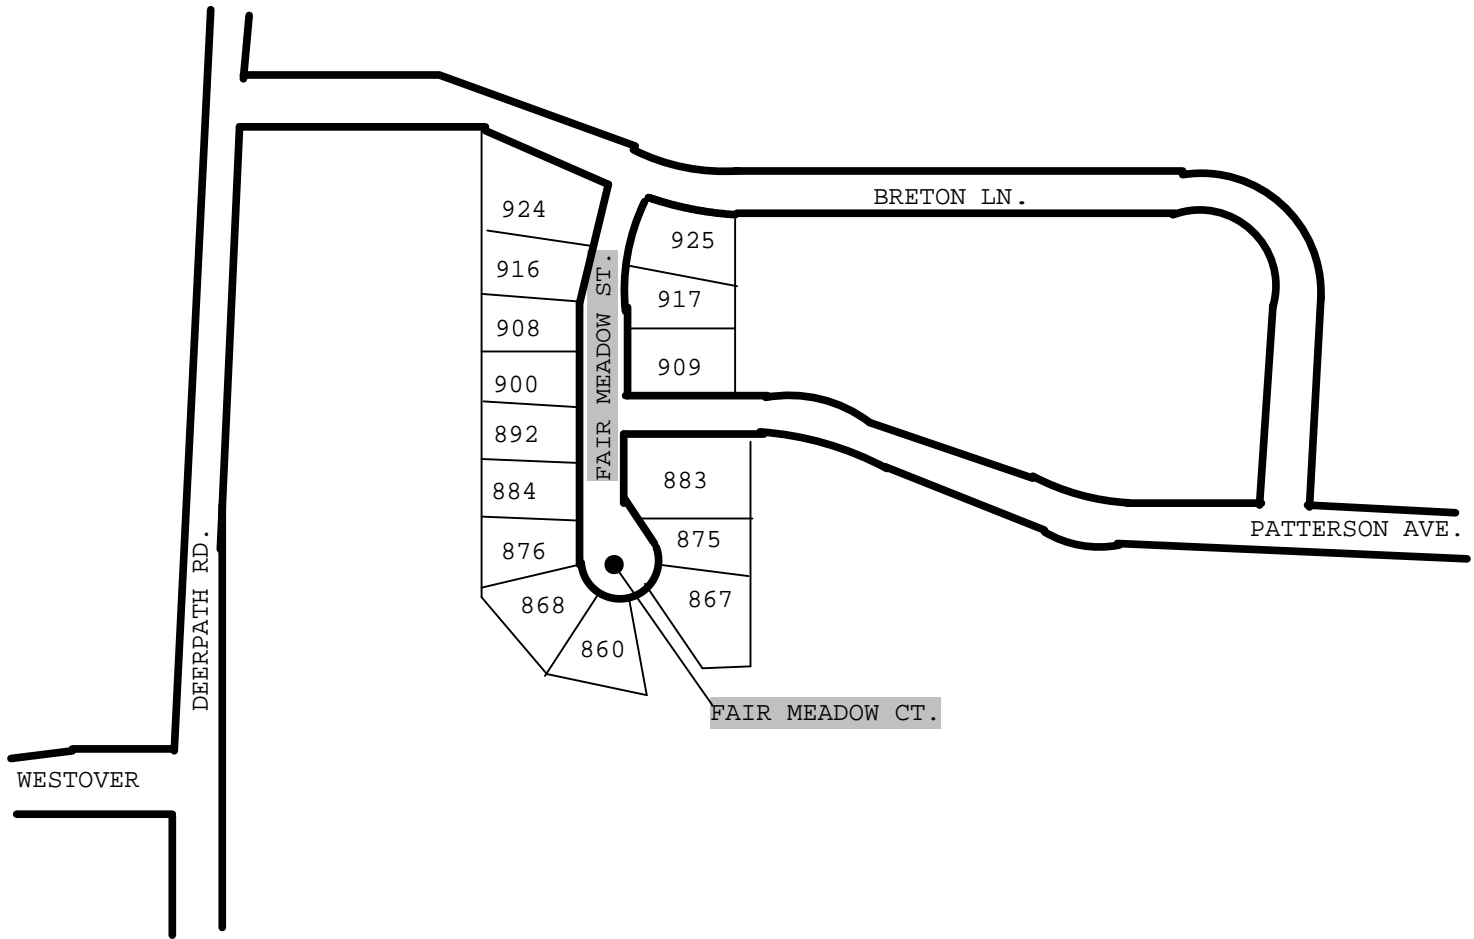 BRETON LN.
924
925
916
917
908
909
900
892
884
883
876
875
868
867
860
FAIR MEADOW ST.
PATTERSON AVE.
DEERPATH RD.
FAIR MEADOW CT.
WESTOVER